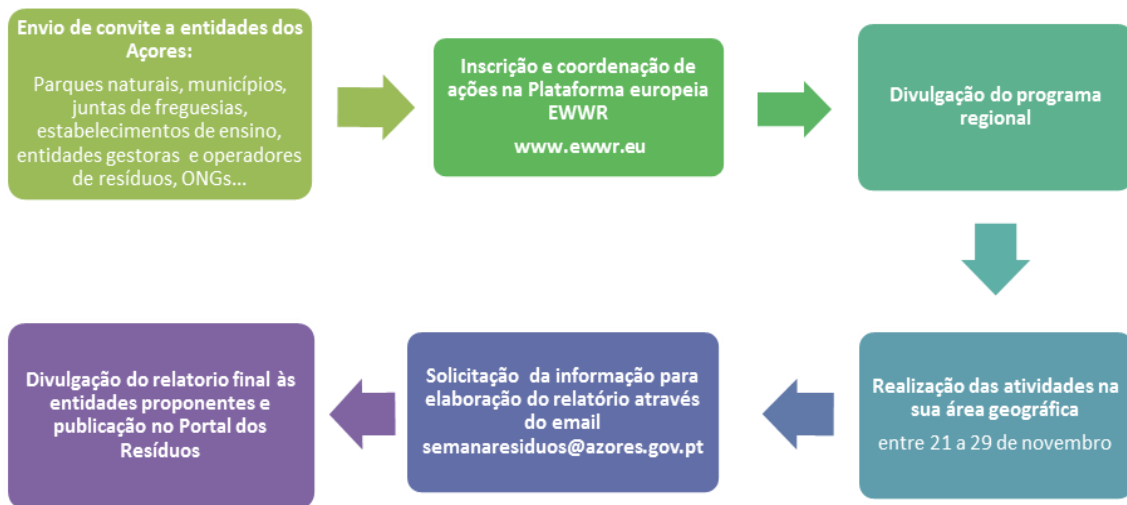 Envio de convite a entidades dos
Açores:
Parques naturais, municípios,
juntas de freguesias,
estabelecimentos de ensino,
entidades gestoras e operadores
de resíduos, ONGs...
Inscrição e coordenação de
ações na Plataforma europeia
EWWR
www.ewwr.eu
Divulgação do programa
regional
Realização das atividades na
sua área geográfica
entre 21 a 29 de novembro
Solicitação da informação para
elaboração do relatório através
do email
semanaresiduos@azores.gov.pt
Divulgação do relatorio final às
entidades proponentes e
publicação no Portal dos
Resíduos